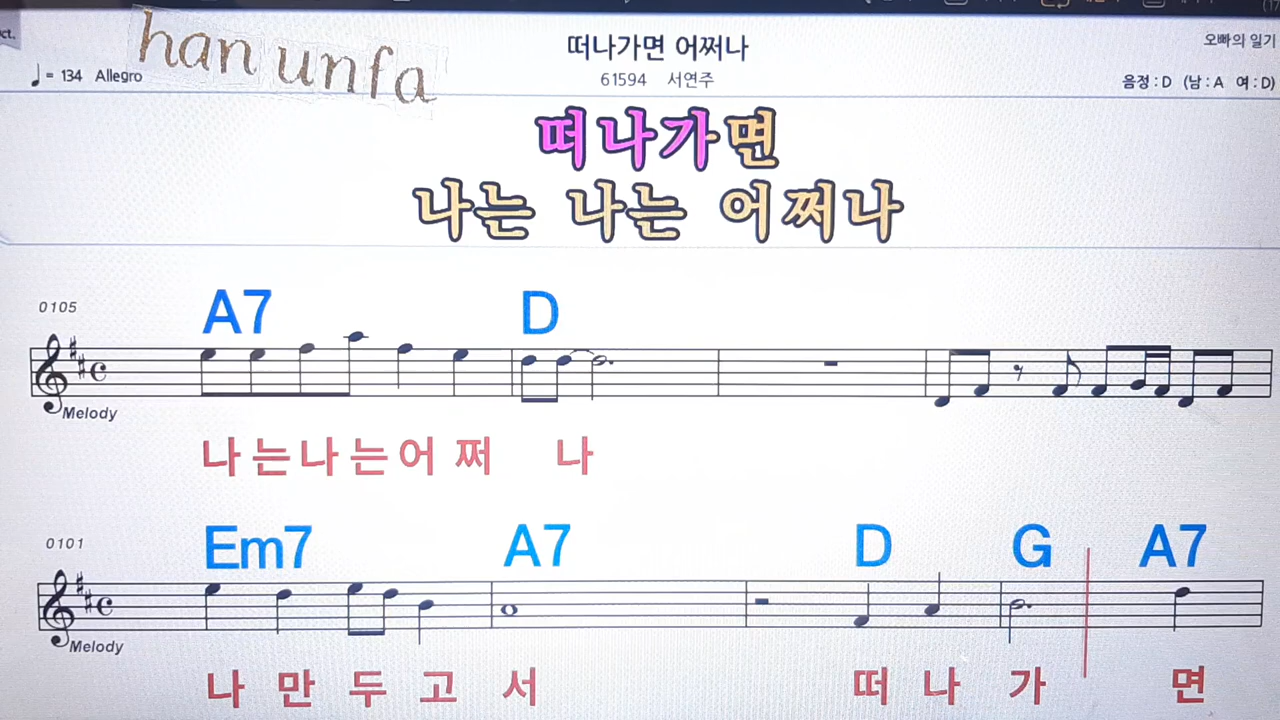 ct.
han unfa
떠나가면 어쩌나
오빠의 일기
= 134 Allegro
61594 서연주
음정 : D (남 : A 여 : D)
떠나가면
나는 나는 어쩌나
0105
A7 D
Melody
나는나는어 쩌 나
0101
Em7 A7 D G A7
Melody
나 만 두 고 서 떠 나 가 면